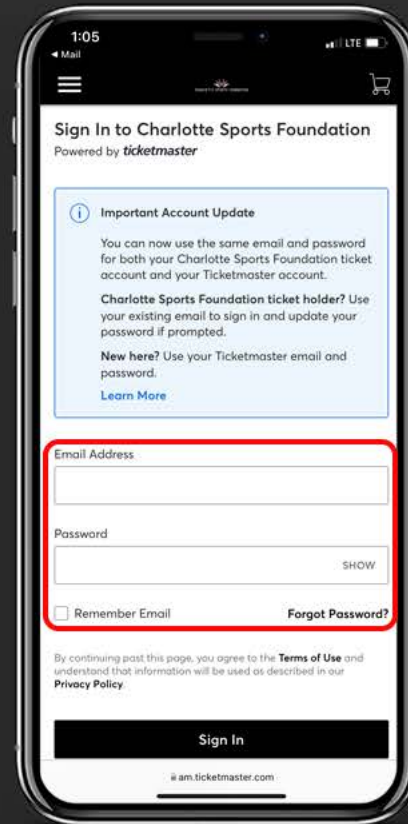 1:05
LTE
Mail
Sign In to Charlotte Sports Foundation
Powered by ticketmaster
Important Account Update
You can now use the same email and password
for both your Charlotte Sports Foundation ticket
account and your Ticketmaster account.
Charlotte Sports Foundation ticket holder? Use
your existing email to sign in and update your
password if prompted.
New here? Use your Ticketmaster email and
password.
Learn More
Email Address
Password
SHOW
Remember Email Forgot Password?
By continuing past this page, you agree to the Terms of Use and
understand that information will be used as described in our
Privacy Policy
Sign In
am.ticketmaster.com